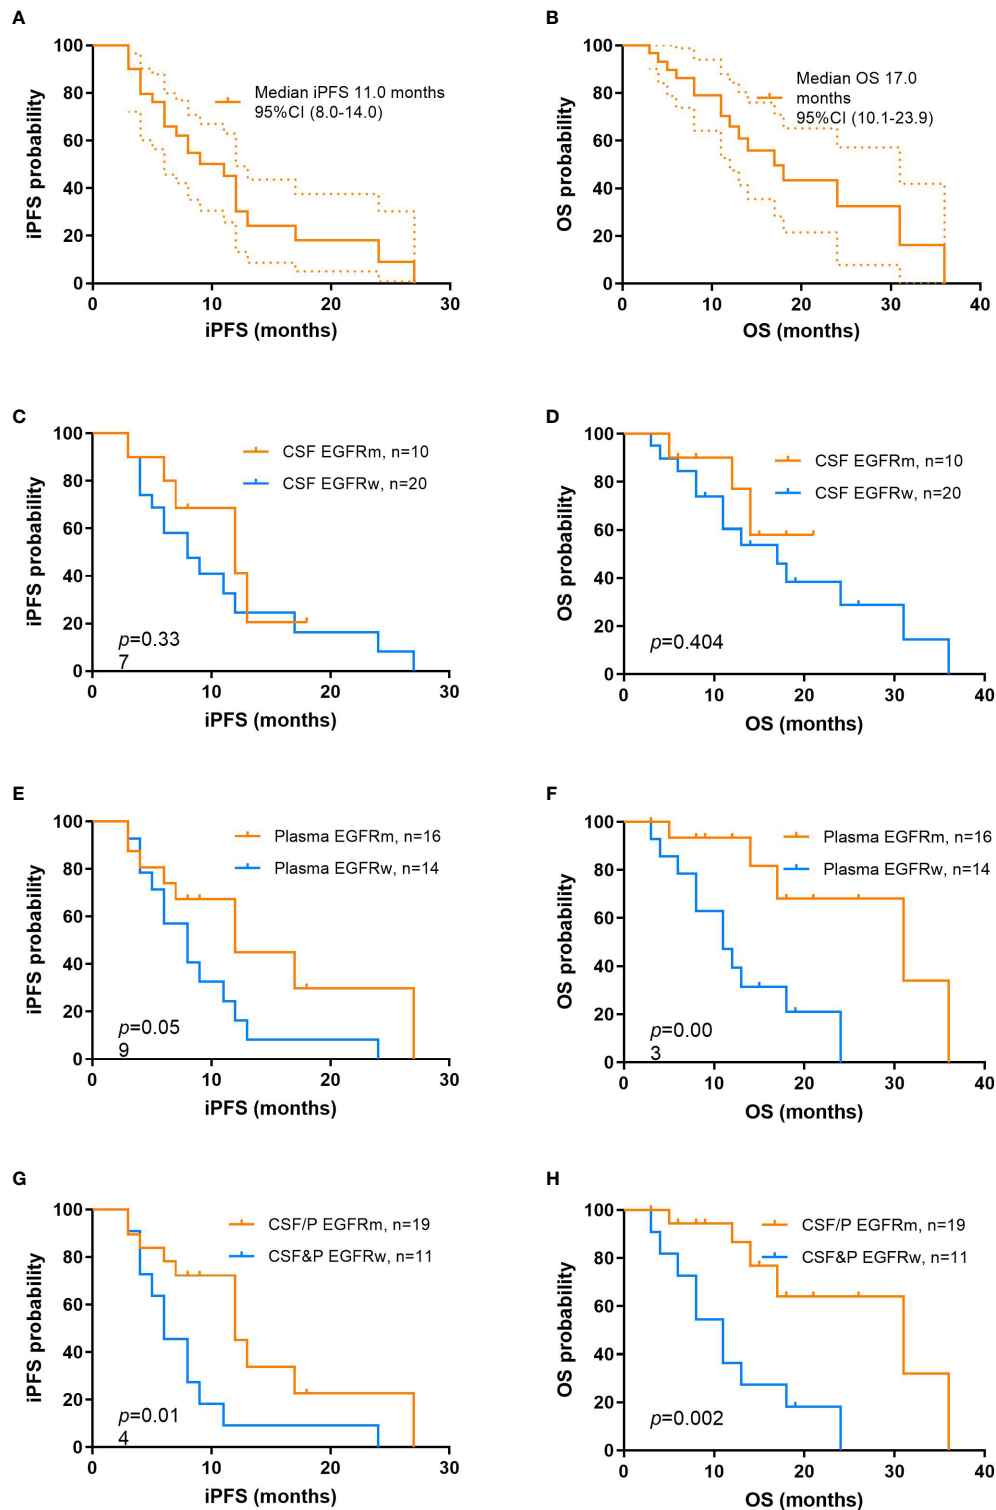 A
iPFS probability
100
80
60
40
20
0
Median iPFS 11.0 months
95%CI (8.0-14.0)
0 10 20 30
iPFS (months)
B
OS probability
100
80
60
40
20
0
Median OS 17.0
months
95%CI (10.1-23.9)
0 10 20 30 40
OS (months)
C
iPFS probability
100
80
60
40
20
0
CSF EGFRm, n=10
CSF EGFRw, n=20
p=0.33
7
0 10 20 30
iPFS (months)
D
OS probability
100
80
60
40
20
0
CSF EGFRm, n=10
CSF EGFRw, n=20
p=0.404
0 10 20 30 40
OS (months)
E
iPFS probability
100
80
60
40
20
0
Plasma EGFRm, n=16
Plasma EGFRw, n=14
p=0.05
9
0 10 20 30
iPFS (months)
F
OS probability
100
80
60
40
20
0
Plasma EGFRm, n=16
Plasma EGFRw, n=14
p=0.00
3
0 10 20 30 40
OS (months)
G
iPFS probability
100
80
60
40
20
0
CSF/P EGFRm, n=19
CSF&P EGFRw, n=11
p=0.01
4
0 10 20 30
iPFS (months)
H
OS probability
100
80
60
40
20
0
CSF/P EGFRm, n=19
CSF&P EGFRw, n=11
p=0.002
0 10 20 30 40
OS (months)